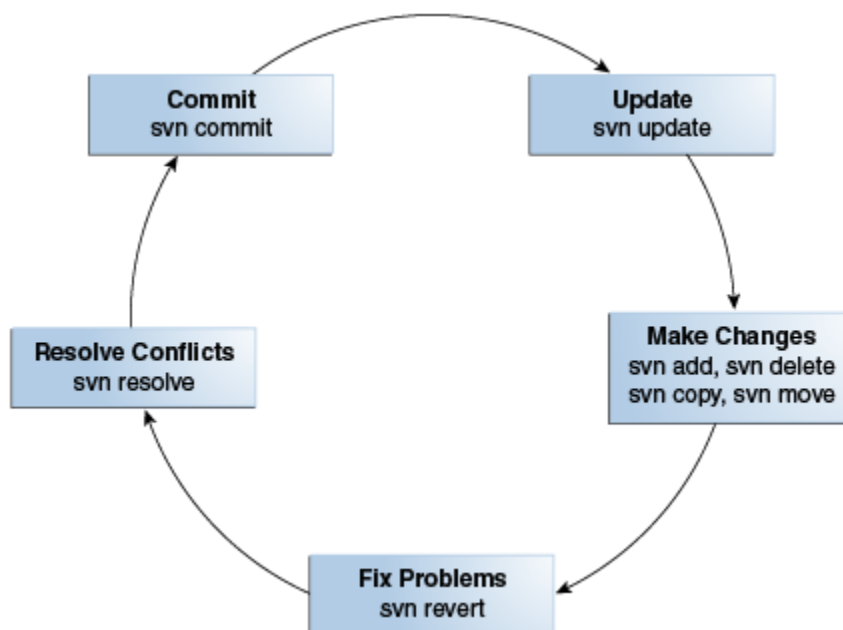 Commit
svn commit
Update
svn update
Make Changes
svn add, svn delete
svn copy, svn move
Fix Problems
svn revert
Resolve Conflicts
svn resolve